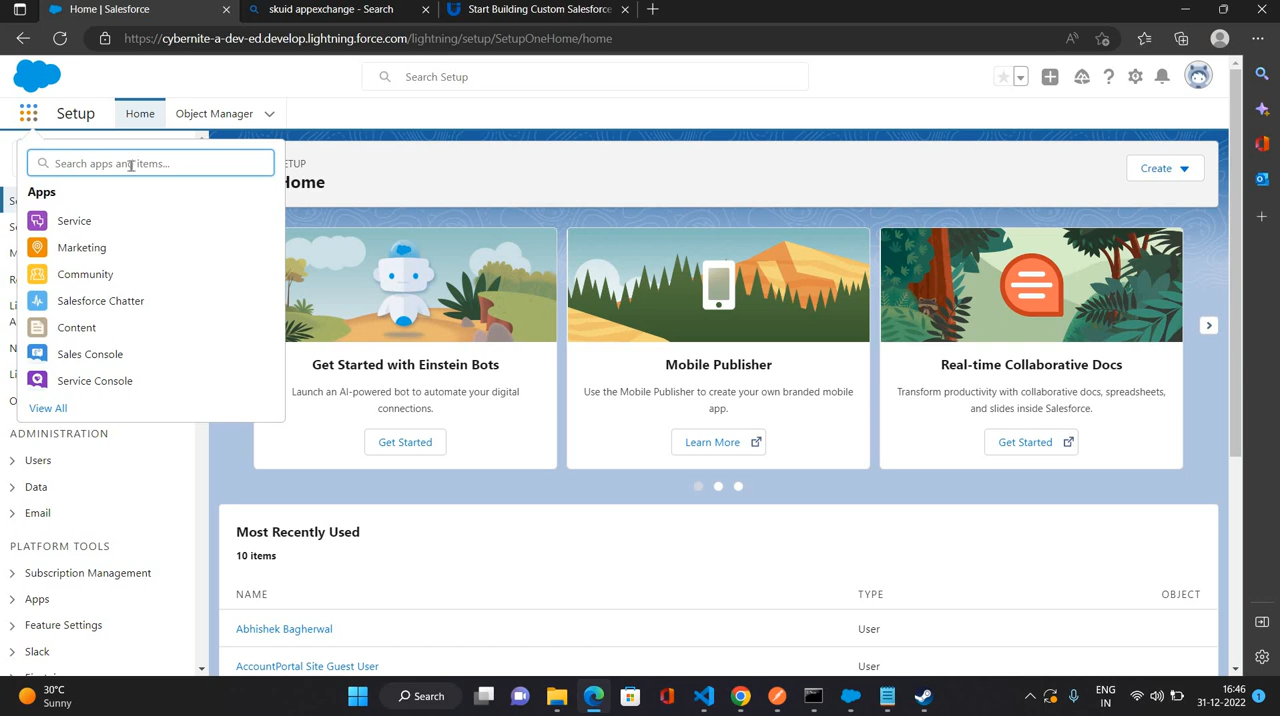 Home | Salesforce
skuid appexchange - Search
Start Building Custom Salesforce
https://cybernite-a-dev-ed.develop.lightning.force.com/lightning/setup/SetupOneHome/home
Search Setup
Setup
Home
Object Manager
Search apps and items...
Apps
Service
Marketing
Community
Salesforce Chatter
Content
Sales Console
Service Console
View All
SETUP
Home
Create
Get Started with Einstein Bots
Launch an AI-powered bot to automate your digital
connections.
Get Started
Mobile Publisher
Use the Mobile Publisher to create your own branded mobile
app.
Learn More
Real-time Collaborative Docs
Transform productivity with collaborative docs, spreadsheets,
and slides inside Salesforce.
Get Started
ADMINISTRATION
Users
Data
Email
PLATFORM TOOLS
Subscription Management
Apps
Feature Settings
Slack
Most Recently Used
10 items
NAME
TYPE
OBJECT
Abhishek Bagherwal
User
AccountPortal Site Guest User
User
30°C
Sunny
Search
ENG
IN
16:46
31-12-2022
1